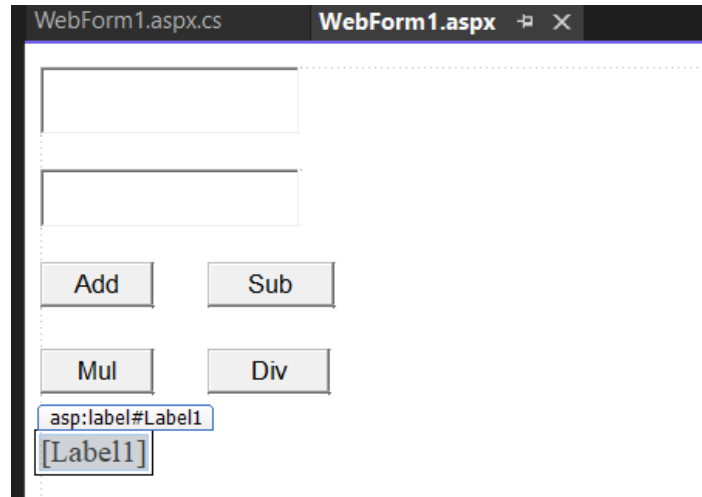 WebForm1.aspx.cs WebForm1.aspx
Add Sub
Mul Div
asp:label#Label1
[Label1]